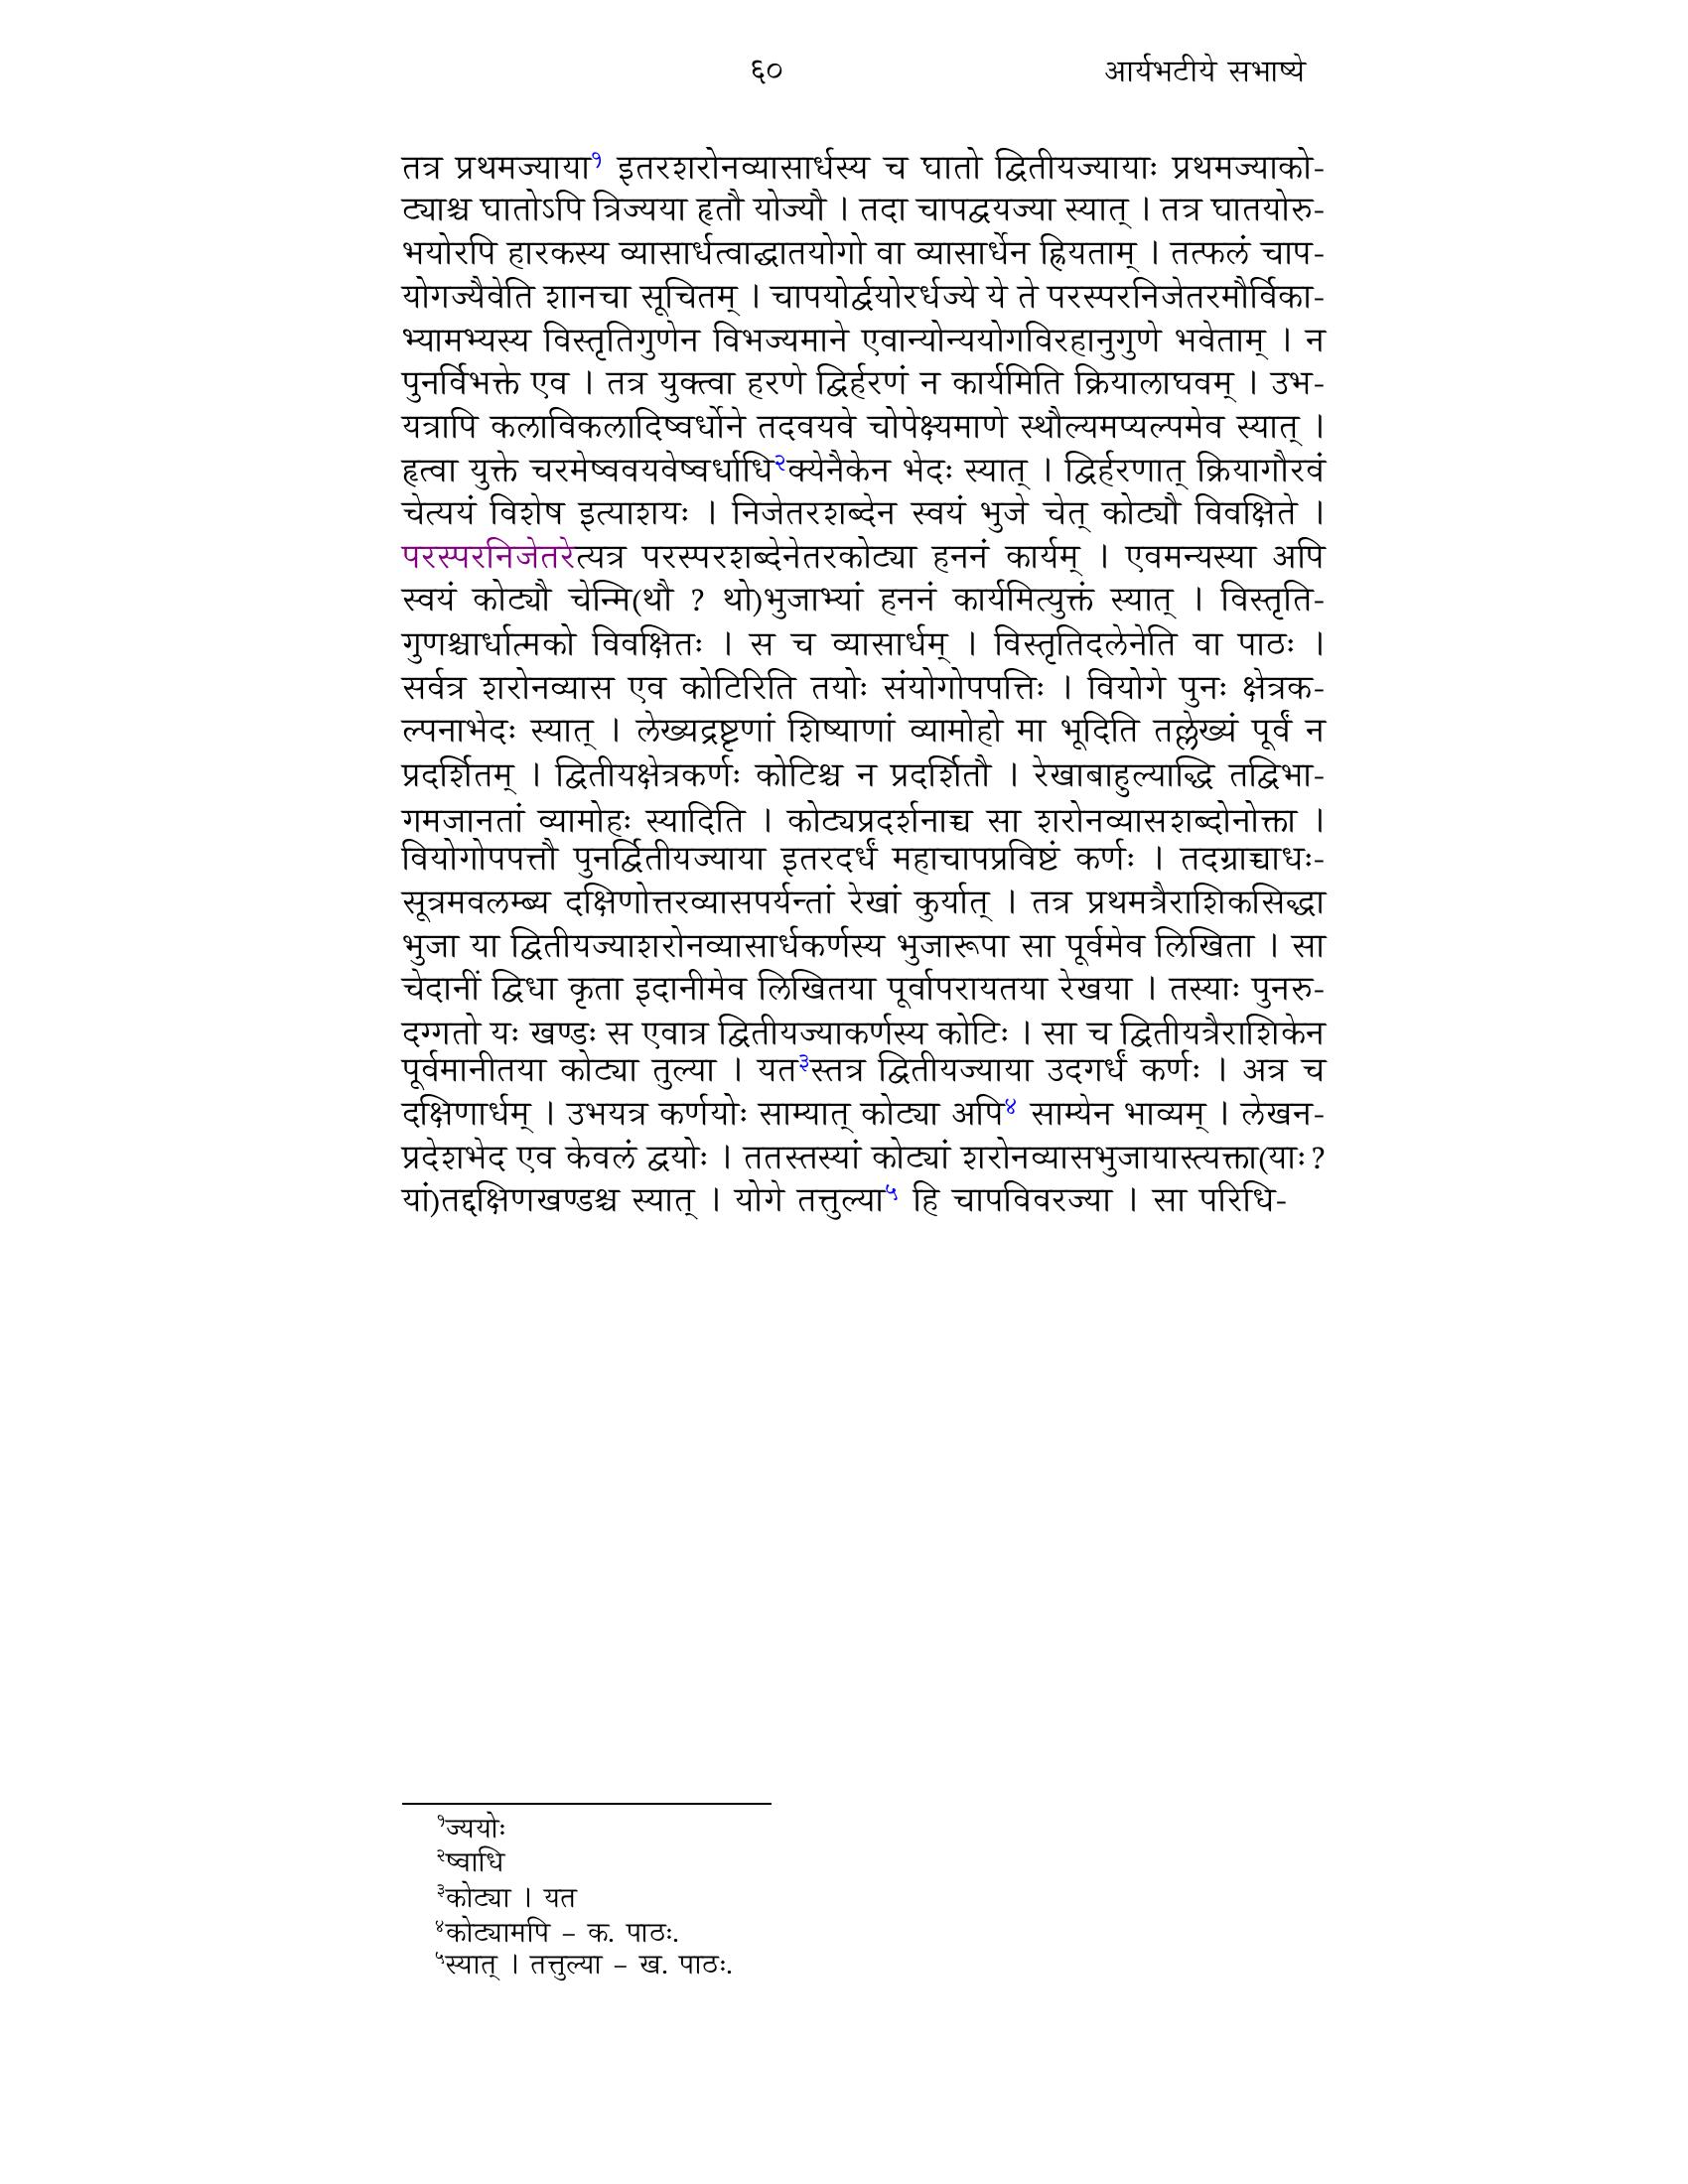 ६०
आर्यभटीये सभाष्ये
तत्र प्रथमज्याया१ इतरशरोनव्यासार्धस्य च घातो द्वितीयज्यायाः प्रथमज्याको-
ट्याश्च घातोऽपि त्रिज्यया हृतौ योज्यौ । तदा चापद्वयज्या स्यात् । तत्र घातयोरु-
भयोरपि हारकस्य व्यासार्धत्वाद्घातयोगो वा व्यासार्धेन ह्रियताम् । तत्फलं चाप-
योगज्यैवेति शानचा सूचितम् । चापयोर्द्वयोरर्धज्ये ये ते परस्परनिजेतरमौर्विका-
भ्यामभ्यस्य विस्तृतिगुणेन विभज्यमाने एवान्योन्ययोगविरहानुगुणे भवेताम् । न
पुनर्विभक्ते एव । तत्र युक्त्वा हरणे द्विर्हरणं न कार्यमिति क्रियालाघवम् । उभ-
यत्रापि कलाविकलादिष्वर्धोने तदवयवे चोपेक्ष्यमाणे स्थौल्यमप्यल्पमेव स्यात् ।
हृत्वा युक्ते चरमेष्ववयवेष्वर्धाधि२क्येनैकेन भेदः स्यात् । द्विर्हरणात् क्रियागौरवं
चेत्ययं विशेष इत्याशयः । निजेतरशब्देन स्वयं भुजे चेत् कोट्यौ विवक्षिते ।
परस्परनिजेतरेत्यत्र परस्परशब्देनेतरकोट्या हननं कार्यम् । एवमन्यस्या अपि
स्वयं कोट्यौ चेन्मि(थौ ? थो)भुजाभ्यां हननं कार्यमित्युक्तं स्यात् । विस्तृति-
गुणश्चार्धात्मको विवक्षितः । स च व्यासार्धम् । विस्तृतिदलेनेति वा पाठः ।
सर्वत्र शरोनव्यास एव कोटिरिति तयोः संयोगोपपत्तिः । वियोगे पुनः क्षेत्रक-
ल्पनाभेदः स्यात् । लेख्यद्रष्टृणां शिष्याणां व्यामोहो मा भूदिति तल्लेख्यं पूर्वं न
प्रदर्शितम् । द्वितीयक्षेत्रकर्णः कोटिश्च न प्रदर्शितौ । रेखाबाहुल्याद्धि तद्विभा-
गमजानतां व्यामोहः स्यादिति । कोट्यप्रदर्शनाच्च सा शरोनव्यासशब्दोनोक्ता ।
वियोगोपपत्तौ पुनर्द्वितीयज्याया इतरदर्धं महाचापप्रविष्टं कर्णः । तदग्राच्चाधः-
सूत्रमवलम्ब्य दक्षिणोत्तरव्यासपर्यन्तां रेखां कुर्यात् । तत्र प्रथमत्रैराशिकसिद्धा
भुजा या द्वितीयज्याशरोनव्यासार्धकर्णस्य भुजारूपा सा पूर्वमेव लिखिता । सा
चेदानीं द्विधा कृता इदानीमेव लिखितया पूर्वापरायतया रेखया । तस्याः पुनरु-
दग्गतो यः खण्डः स एवात्र द्वितीयज्याकर्णस्य कोटिः । सा च द्वितीयत्रैराशिकेन
पूर्वमानीतया कोट्या तुल्या । यत३स्तत्र द्वितीयज्याया उदगर्धं कर्णः । अत्र च
दक्षिणार्धम् । उभयत्र कर्णयोः साम्यात् कोट्या अपि४ साम्येन भाव्यम् । लेखन-
प्रदेशभेद एव केवलं द्वयोः । ततस्तस्यां कोट्यां शरोनव्यासभुजायास्त्यक्ता(याः?
यां)तद्दक्षिणखण्डश्च स्यात् । योगे तत्तुल्या५ हि चापविवरज्या । सा परिधि-
१ज्ययोः
२ष्वाधि
३कोट्या । यत
४कोट्यामपि – क. पाठः.
५स्यात् । तत्तुल्या – ख. पाठः.